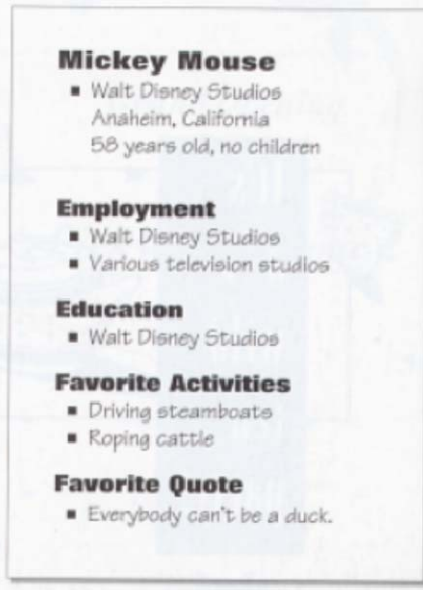 Mickey Mouse
▪ Walt Disney Studios
Anaheim, California
58 years old, no children
Employment
▪ Walt Disney Studios
▪ Various television studios
Education
▪ Walt Disney Studios
Favorite Activities
▪ Driving steamboats
▪ Roping cattle
Favorite Quote
▪ Everybody can't be a duck.